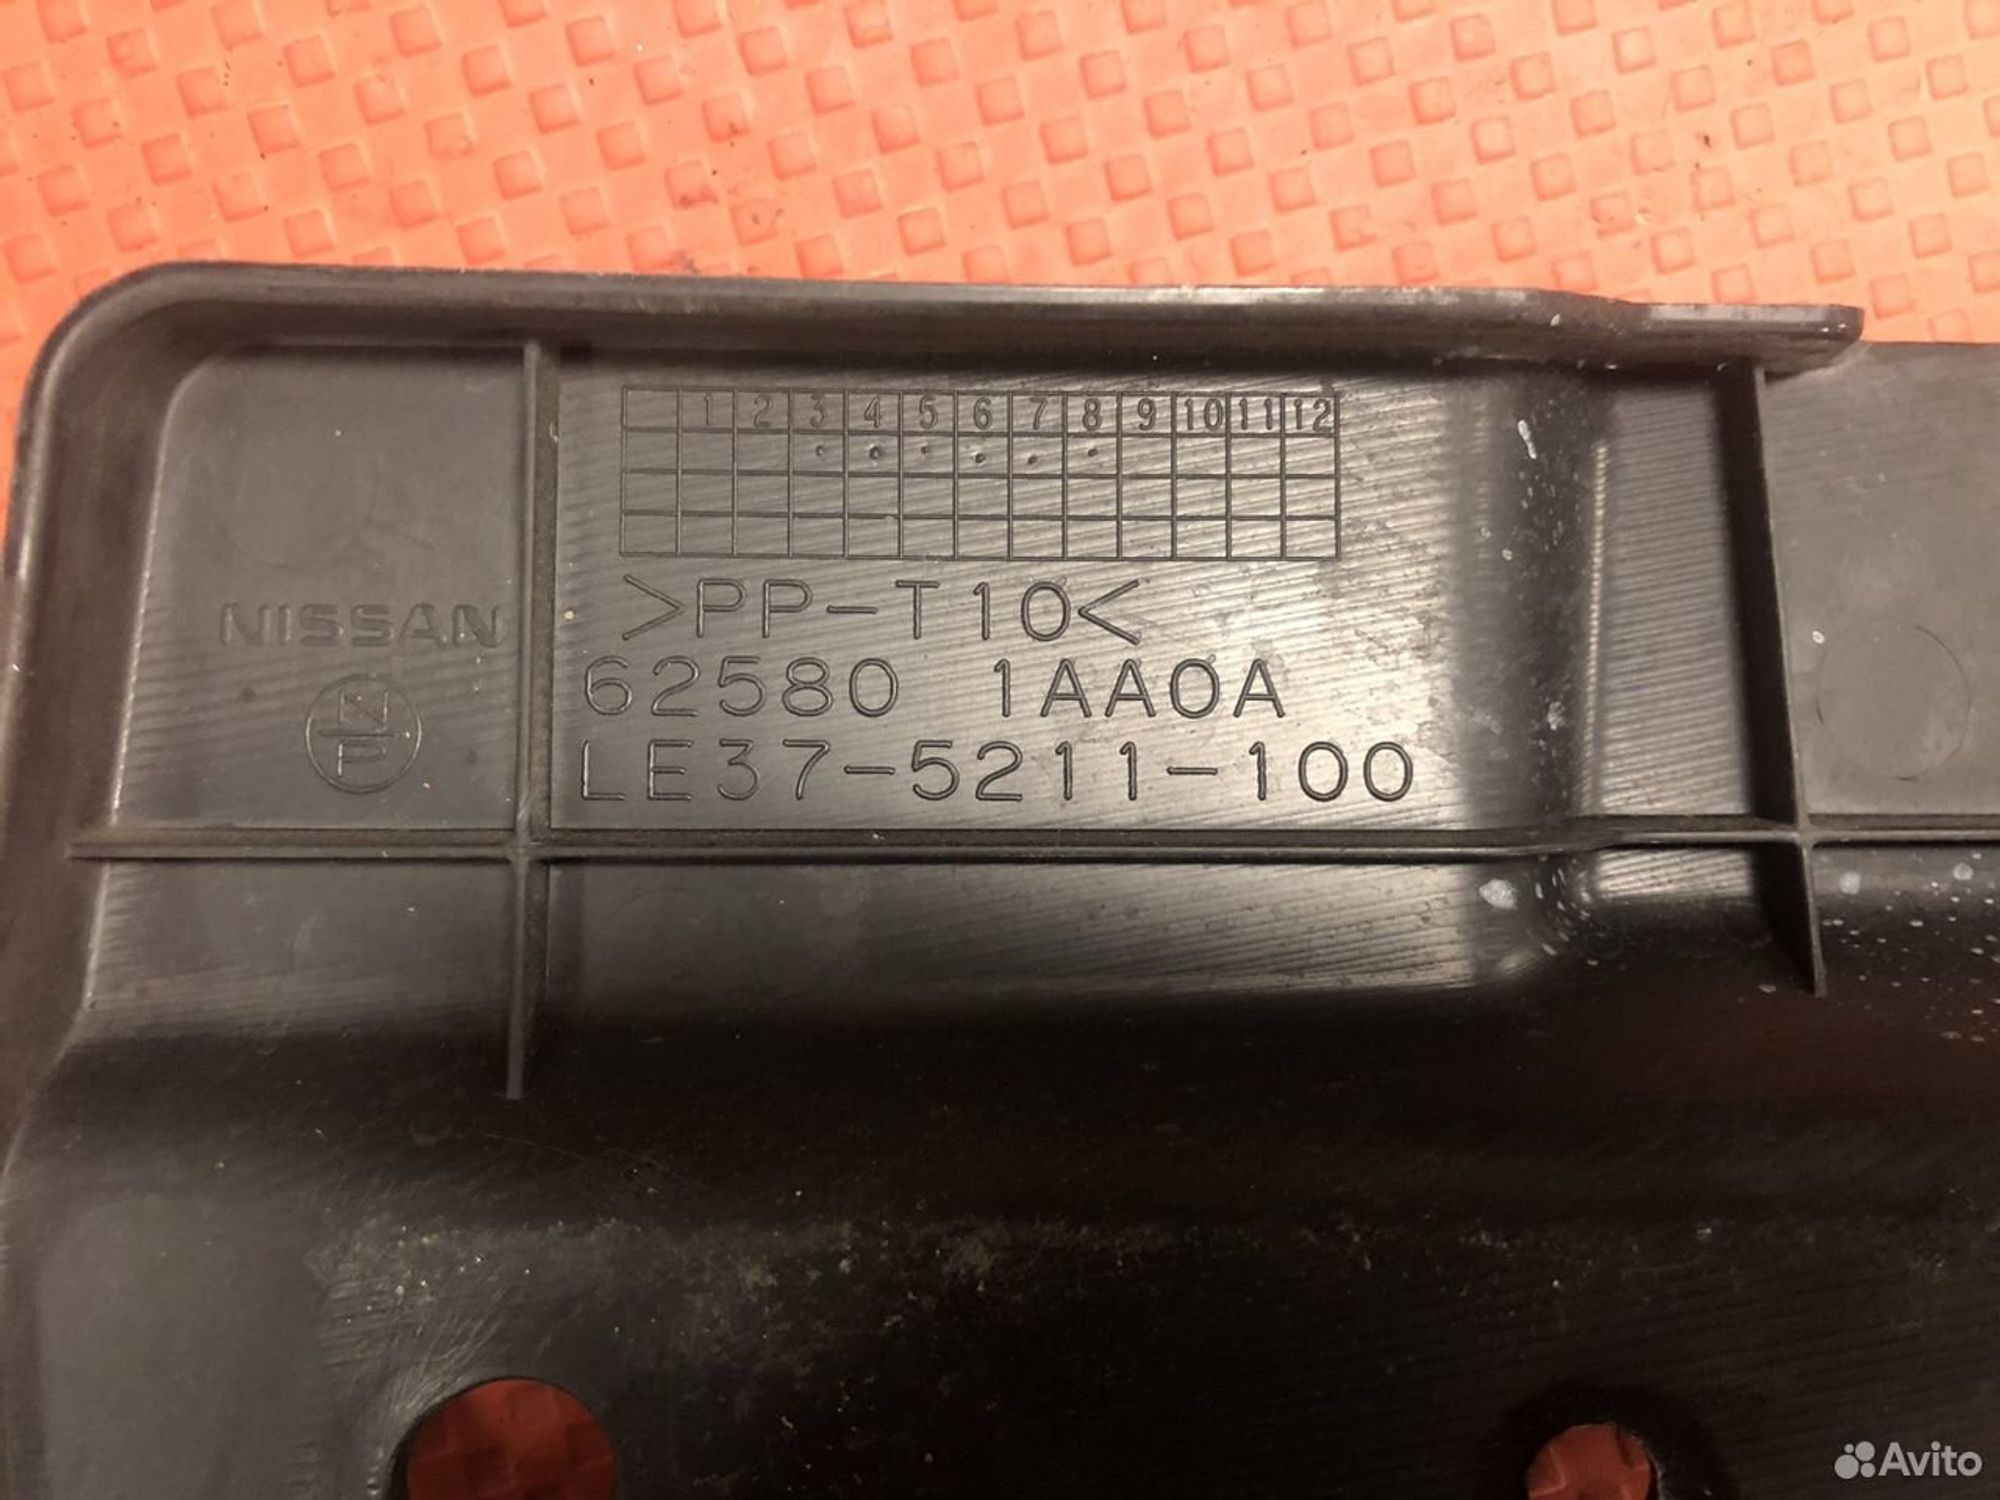 1 2 3 4 5 6 7 8 9 10 11 12
>PP-T10<
NISSAN
62580 1AA0A
N
P
LE37-5211-100
Avito